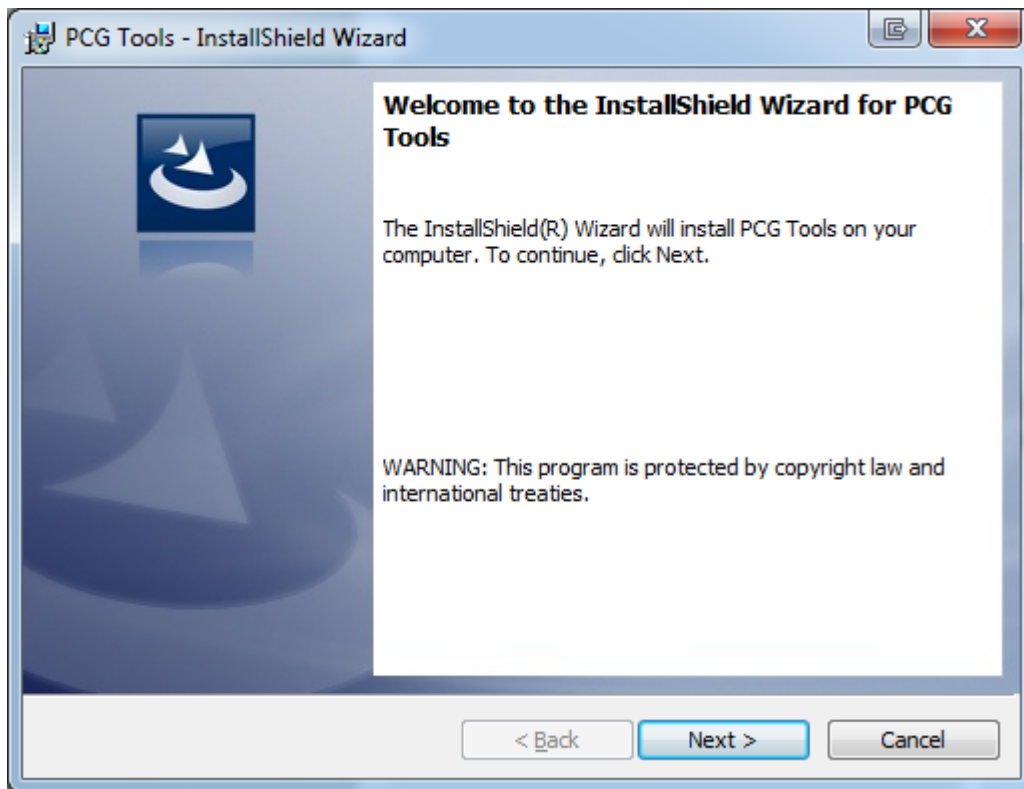 PCG Tools - InstallShield Wizard
Welcome to the InstallShield Wizard for PCG
Tools
The InstallShield(R) Wizard will install PCG Tools on your
computer. To continue, click Next.
WARNING: This program is protected by copyright law and
international treaties.
< Back
Next >
Cancel